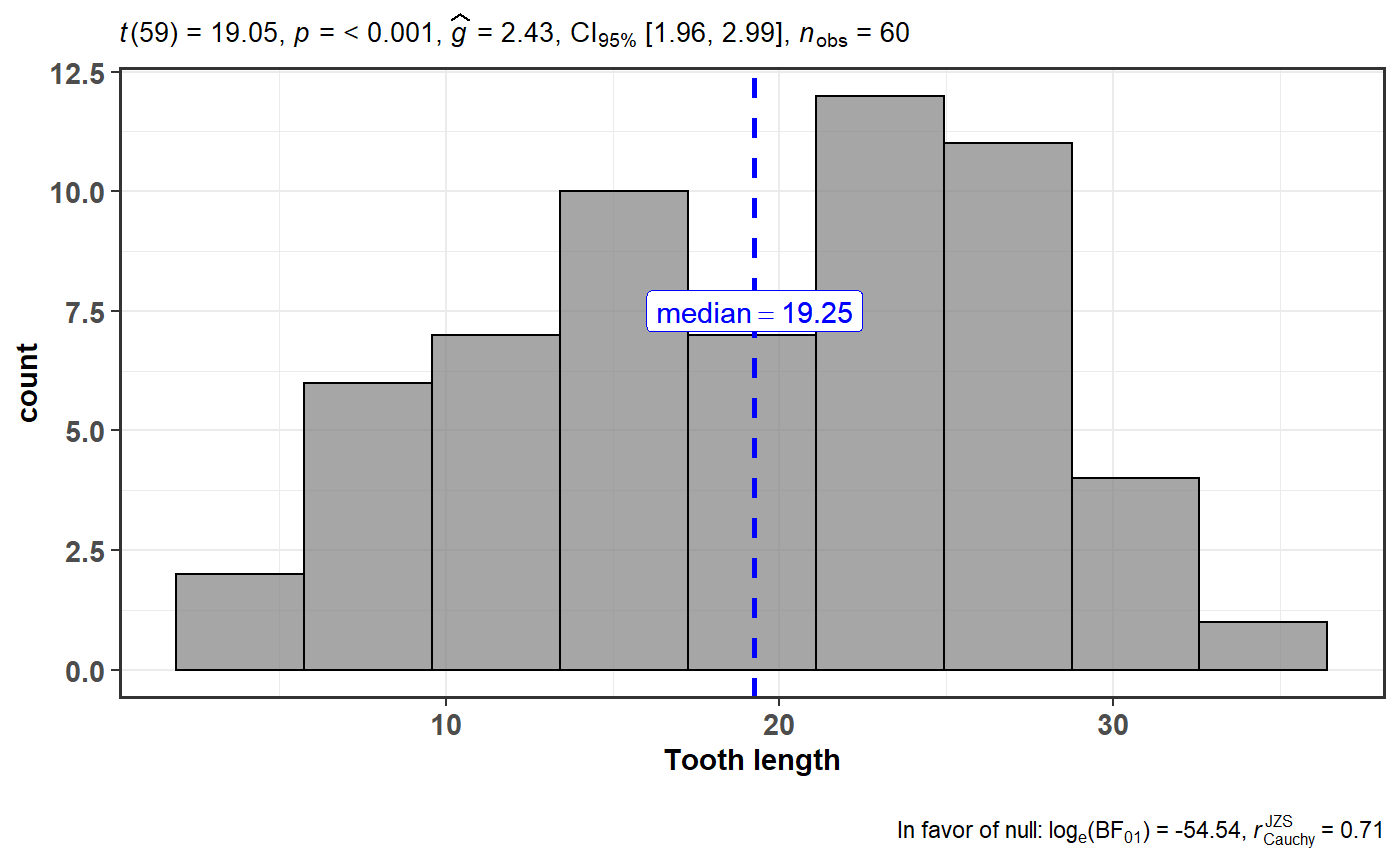 t(59) = 19.05, p = < 0.001, ĝ = 2.43, CI95% [1.96, 2.99], nobs = 60
12.5
10.0
7.5
5.0
2.5
0.0
count
median = 19.25
10 20 30
Tooth length
In favor of null: loge(BF01) = -54.54, rJZSCauchy = 0.71